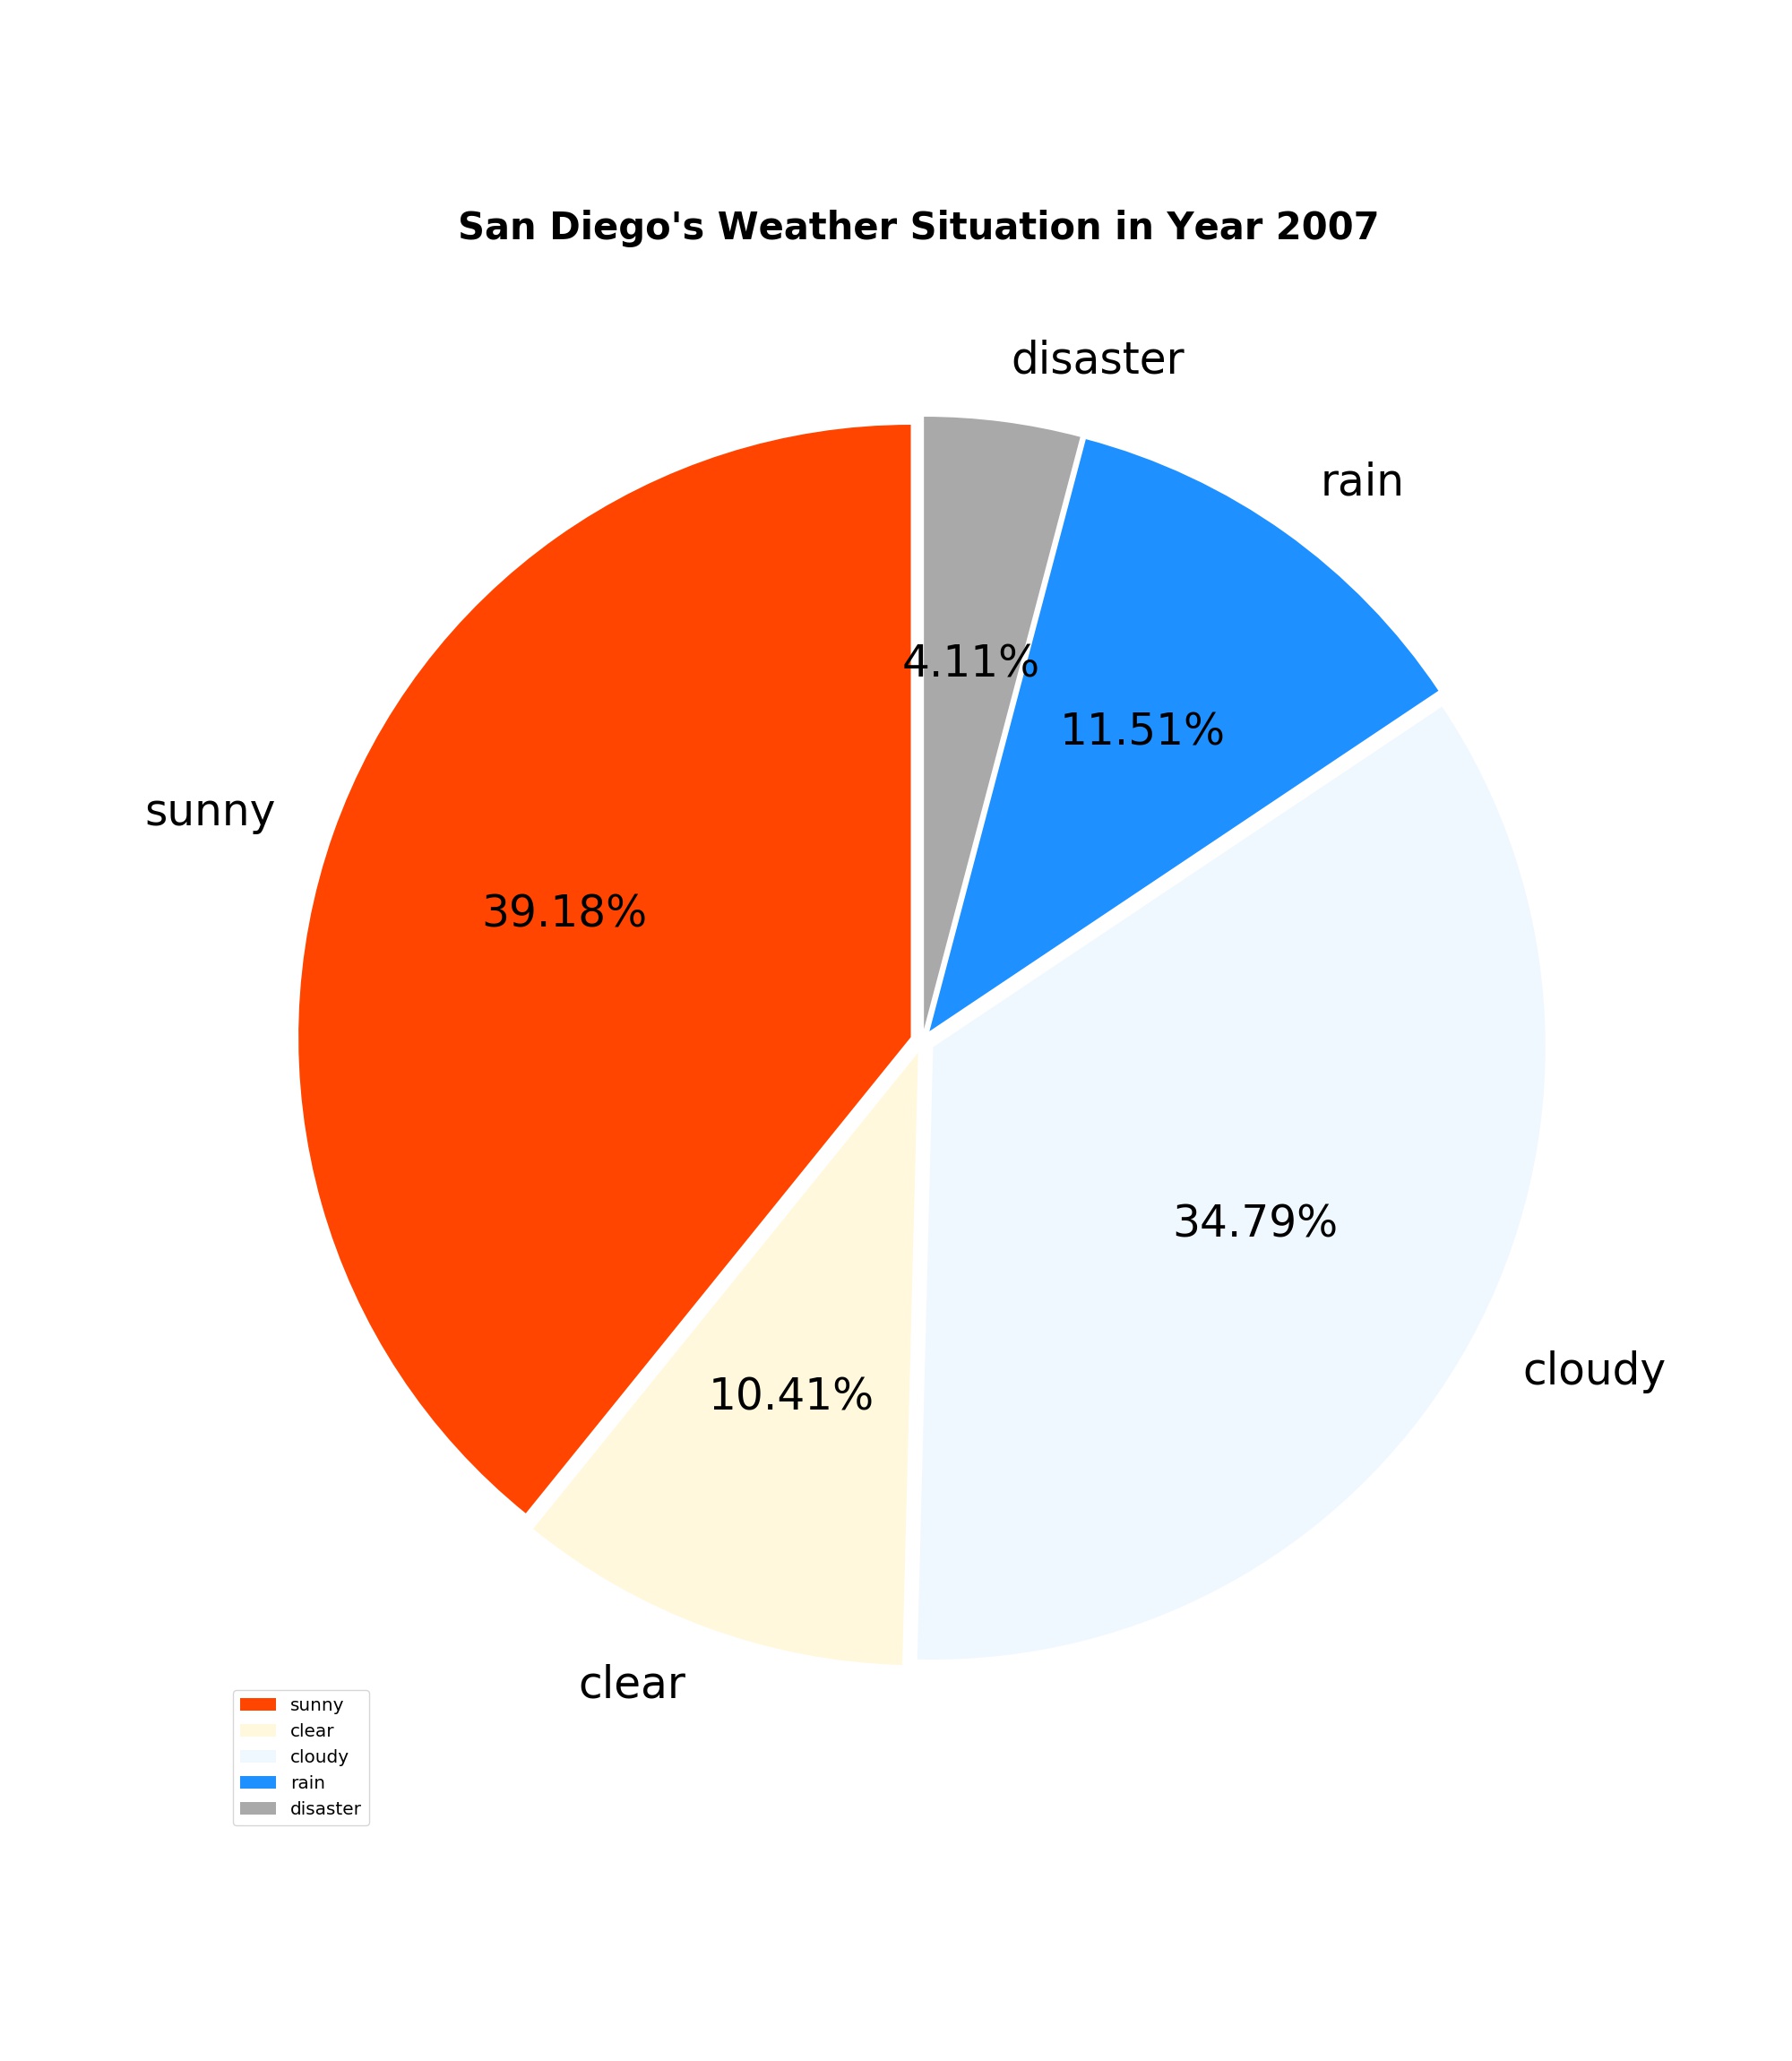 San Diego's Weather Situation in Year 2007
disaster
rain
4.11%
11.51%
sunny
39.18%
34.79%
cloudy
10.41%
clear
sunny
clear
cloudy
rain
disaster